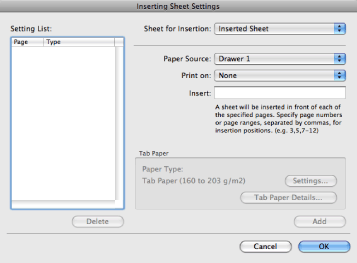 Inserting Sheet Settings
Setting List:
Sheet for Insertion: Inserted Sheet
Page Type
Paper Source: Drawer 1
Print on: None
Insert:
A sheet will be inserted in front of each of
the specified pages. Specify page numbers
or page ranges, separated by commas, for
insertion positions. (e.g. 3,5,7-12)
Tab Paper
Paper Type:
Tab Paper (160 to 203 g/m2)
Settings...
Tab Paper Details...
Delete
Add
Cancel
OK